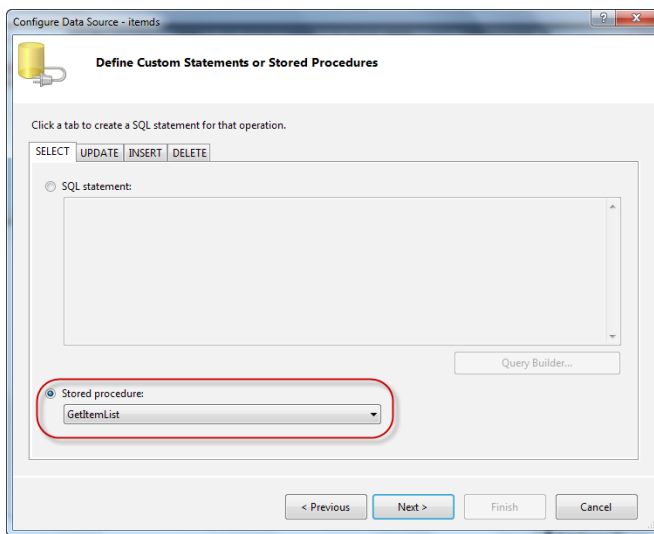 Configure Data Source - itemds
Define Custom Statements or Stored Procedures
Click a tab to create a SQL statement for that operation.
SELECT UPDATE INSERT DELETE
SQL statement:
Query Builder...
Stored procedure:
GetItemList
< Previous Next > Finish Cancel